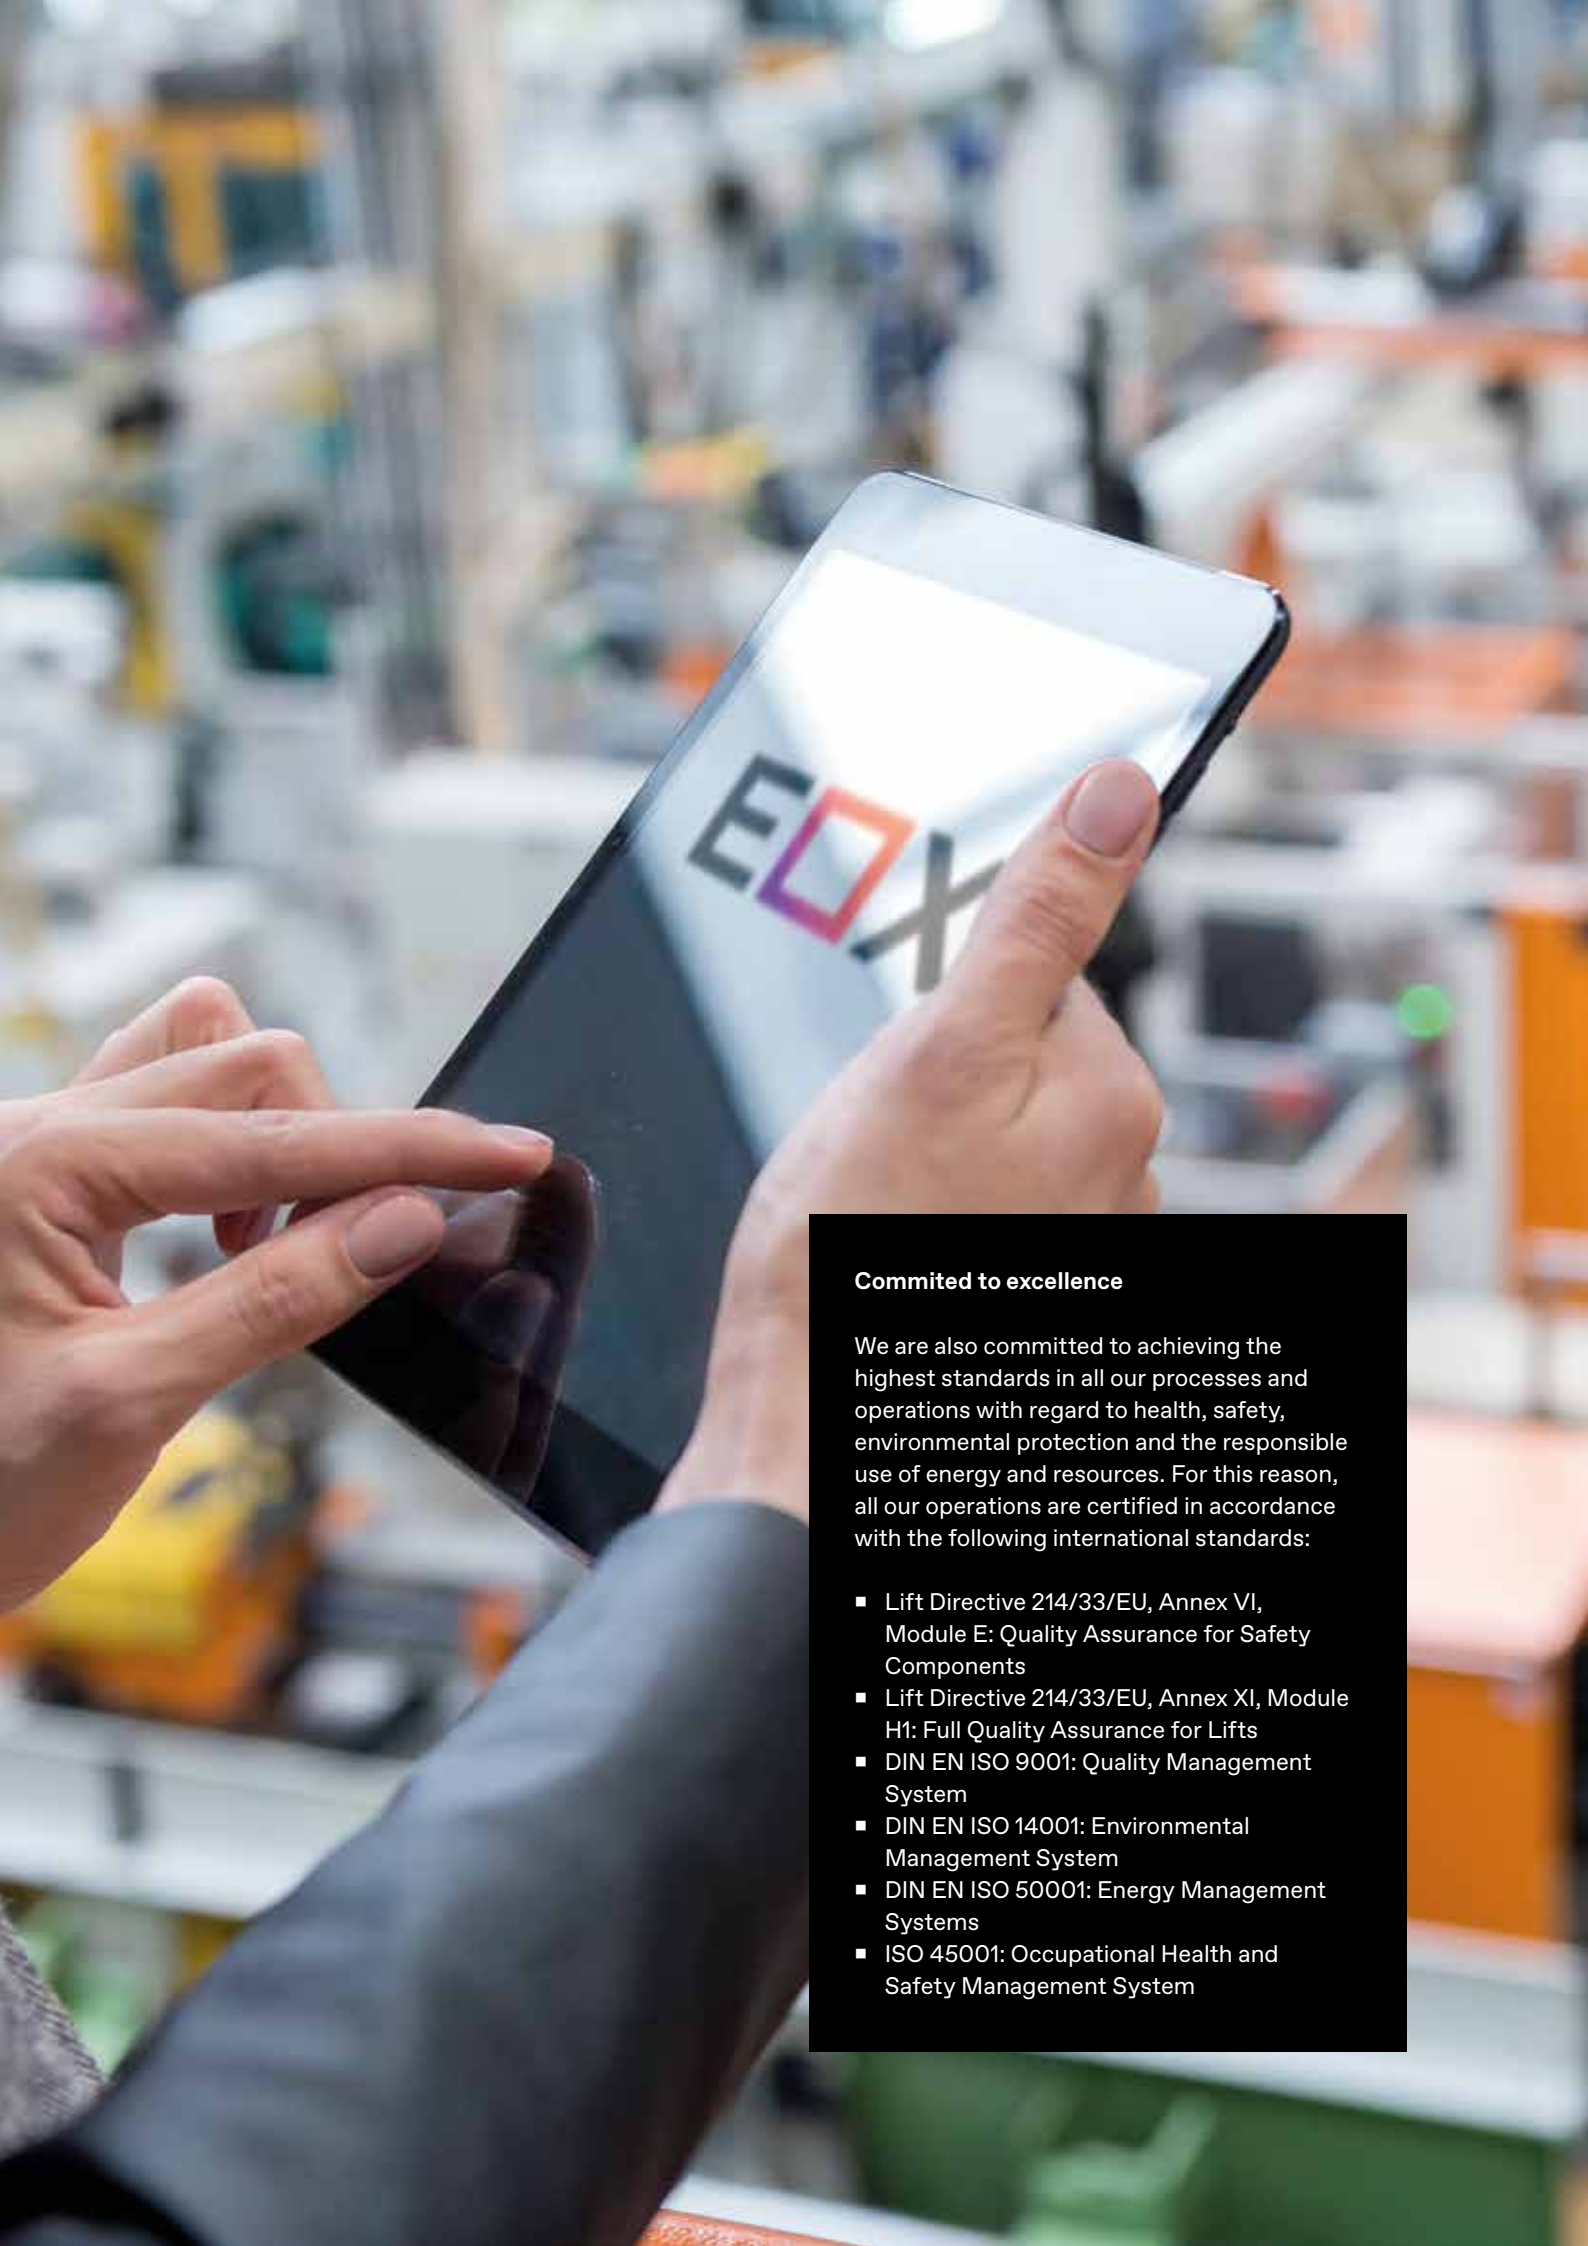 EOX
Commited to excellence
We are also committed to achieving the
highest standards in all our processes and
operations with regard to health, safety,
environmental protection and the responsible
use of energy and resources. For this reason,
all our operations are certified in accordance
with the following international standards:
▪ Lift Directive 214/33/EU, Annex VI,
Module E: Quality Assurance for Safety
Components
▪ Lift Directive 214/33/EU, Annex XI, Module
H1: Full Quality Assurance for Lifts
▪ DIN EN ISO 9001: Quality Management
System
▪ DIN EN ISO 14001: Environmental
Management System
▪ DIN EN ISO 50001: Energy Management
Systems
▪ ISO 45001: Occupational Health and
Safety Management System